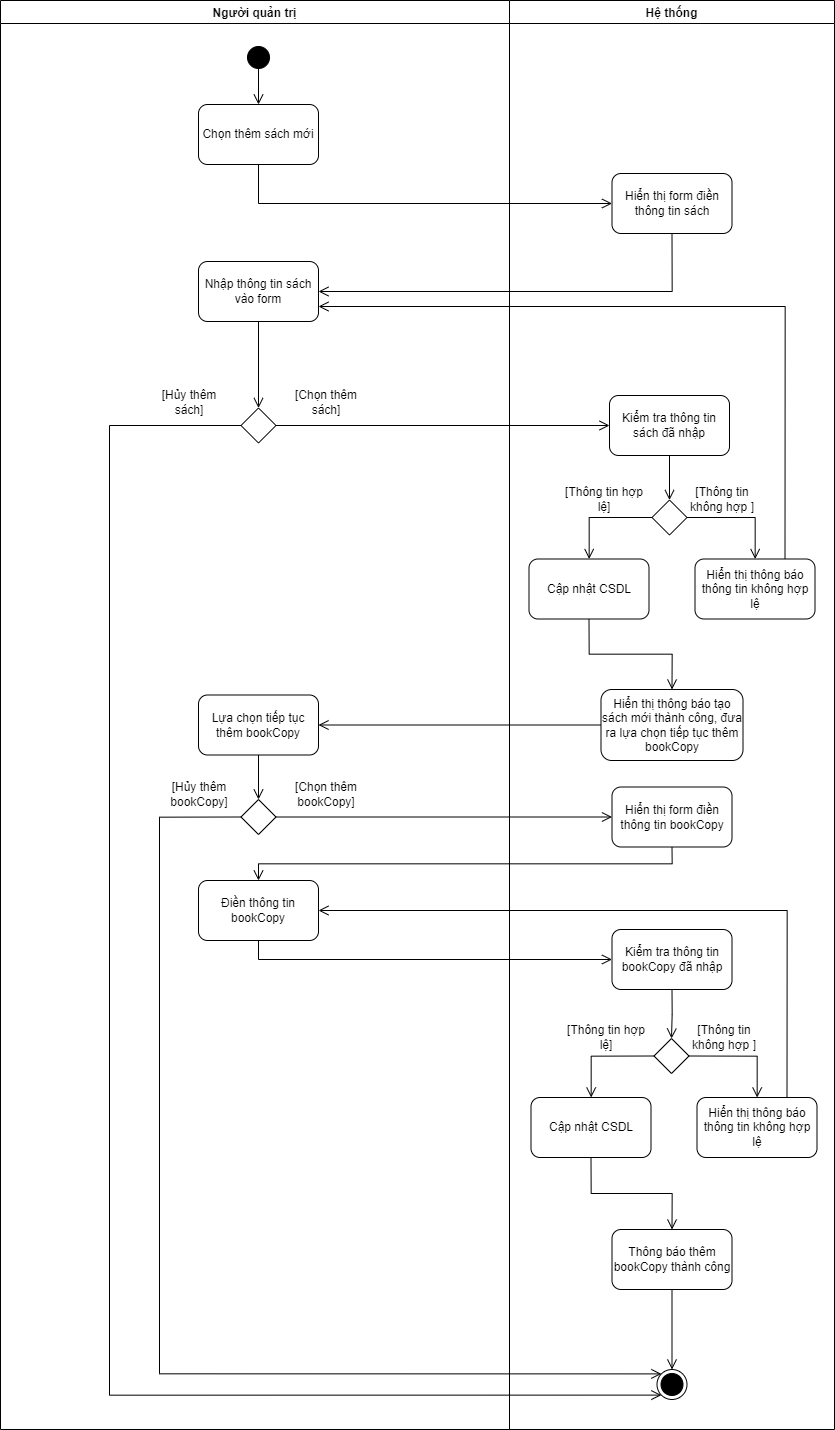 Người quản trị
Hệ thống
Chọn thêm sách mới
Hiển thị form điền
thông tin sách
Nhập thông tin sách
vào form
[Hủy thêm
sách]
[Chọn thêm
sách]
Kiểm tra thông tin
sách đã nhập
[Thông tin hợp
lệ]
[Thông tin
không hợp ]
Cập nhật CSDL
Hiển thị thông báo
thông tin không hợp
lệ
Lựa chọn tiếp tục
thêm bookCopy
Hiển thị thông báo tạo
sách mới thành công, đưa
ra lựa chọn tiếp tục thêm
bookCopy
[Hủy thêm
bookCopy]
[Chọn thêm
bookCopy]
Hiển thị form điền
thông tin bookCopy
Điền thông tin
bookCopy
Kiểm tra thông tin
bookCopy đã nhập
[Thông tin hợp
lệ]
[Thông tin
không hợp ]
Cập nhật CSDL
Hiển thị thông báo
thông tin không hợp
lệ
Thông báo thêm
bookCopy thành công